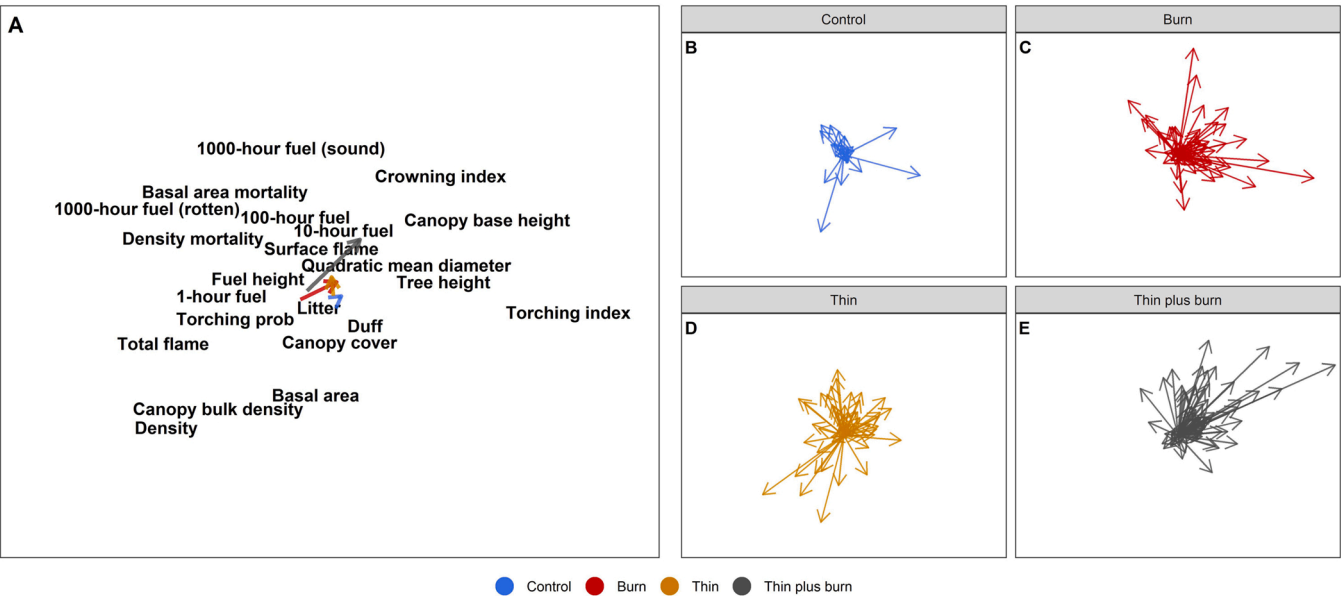 A
1000-hour fuel (sound)
Crowning index
Basal area mortality
1000-hour fuel (rotten)
100-hour fuel
Canopy base height
10-hour fuel
Density mortality
Surface flame
Quadratic mean diameter
Fuel height
Tree height
1-hour fuel
Litter
Torching index
Torching prob
Duff
Total flame
Canopy cover
Basal area
Canopy bulk density
Density
Control
B
Burn
C
Thin
D
Thin plus burn
E
Control Burn Thin Thin plus burn